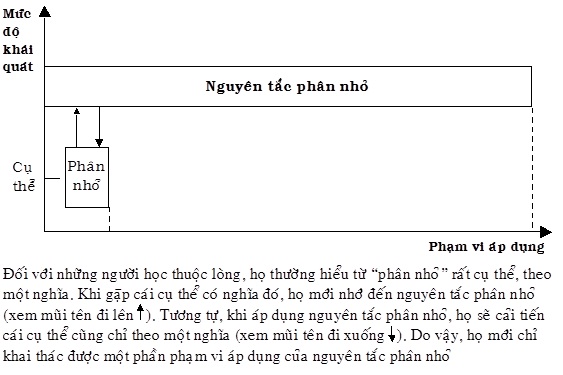 Mức
độ
khái
quát
Nguyên tắc phân nhỏ
Cụ
thể
Phân
nhỏ
Phạm vi áp dụng
Đối với những người học thuộc lòng, họ thường hiểu từ “phân nhỏ” rất cụ thể, theo
một nghĩa. Khi gặp cái cụ thể có nghĩa đó, họ mới nhớ đến nguyên tắc phân nhỏ
(xem mũi tên đi lên ↑). Tương tự, khi áp dụng nguyên tắc phân nhỏ, họ sẽ cải tiến
cái cụ thể cũng chỉ theo một nghĩa (xem mũi tên đi xuống ↓). Do vậy, họ mới chỉ
khai thác được một phần phạm vi áp dụng của nguyên tắc phân nhỏ